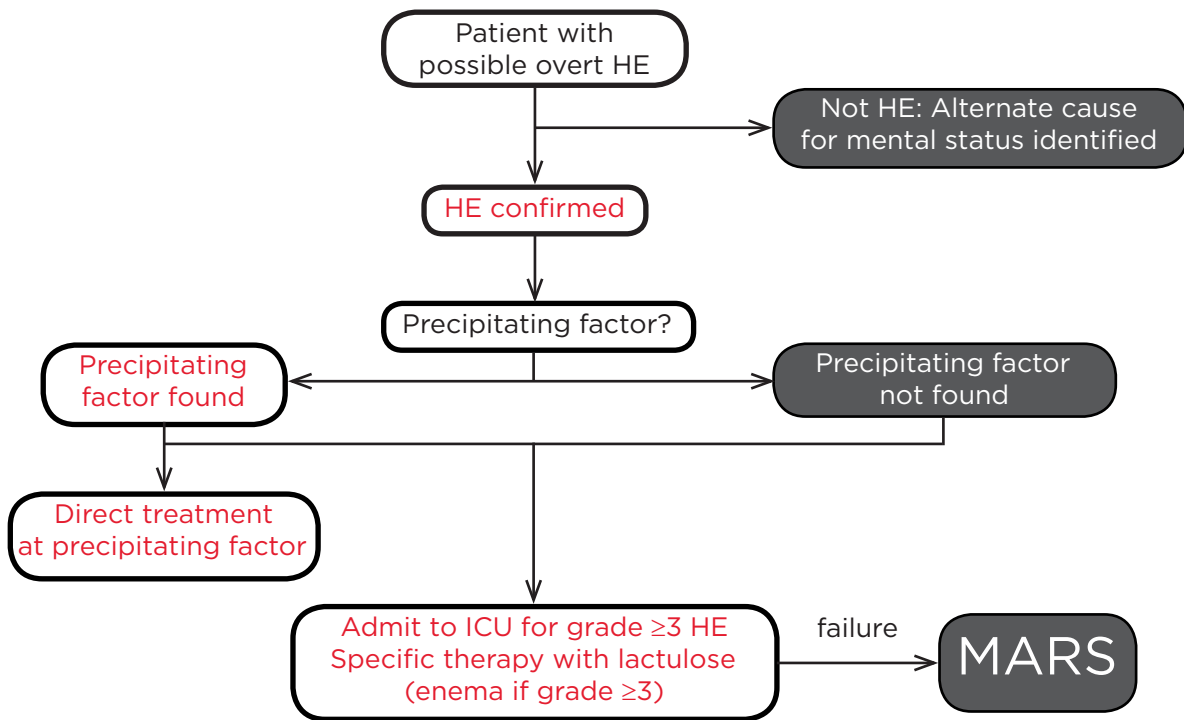 Patient with
possible overt HE
Not HE: Alternate cause
for mental status identified
HE confirmed
Precipitating factor?
Precipitating
factor found
Precipitating factor
not found
Direct treatment
at precipitating factor
Admit to ICU for grade ≥3 HE
Specific therapy with lactulose
(enema if grade ≥3)
failure
MARS